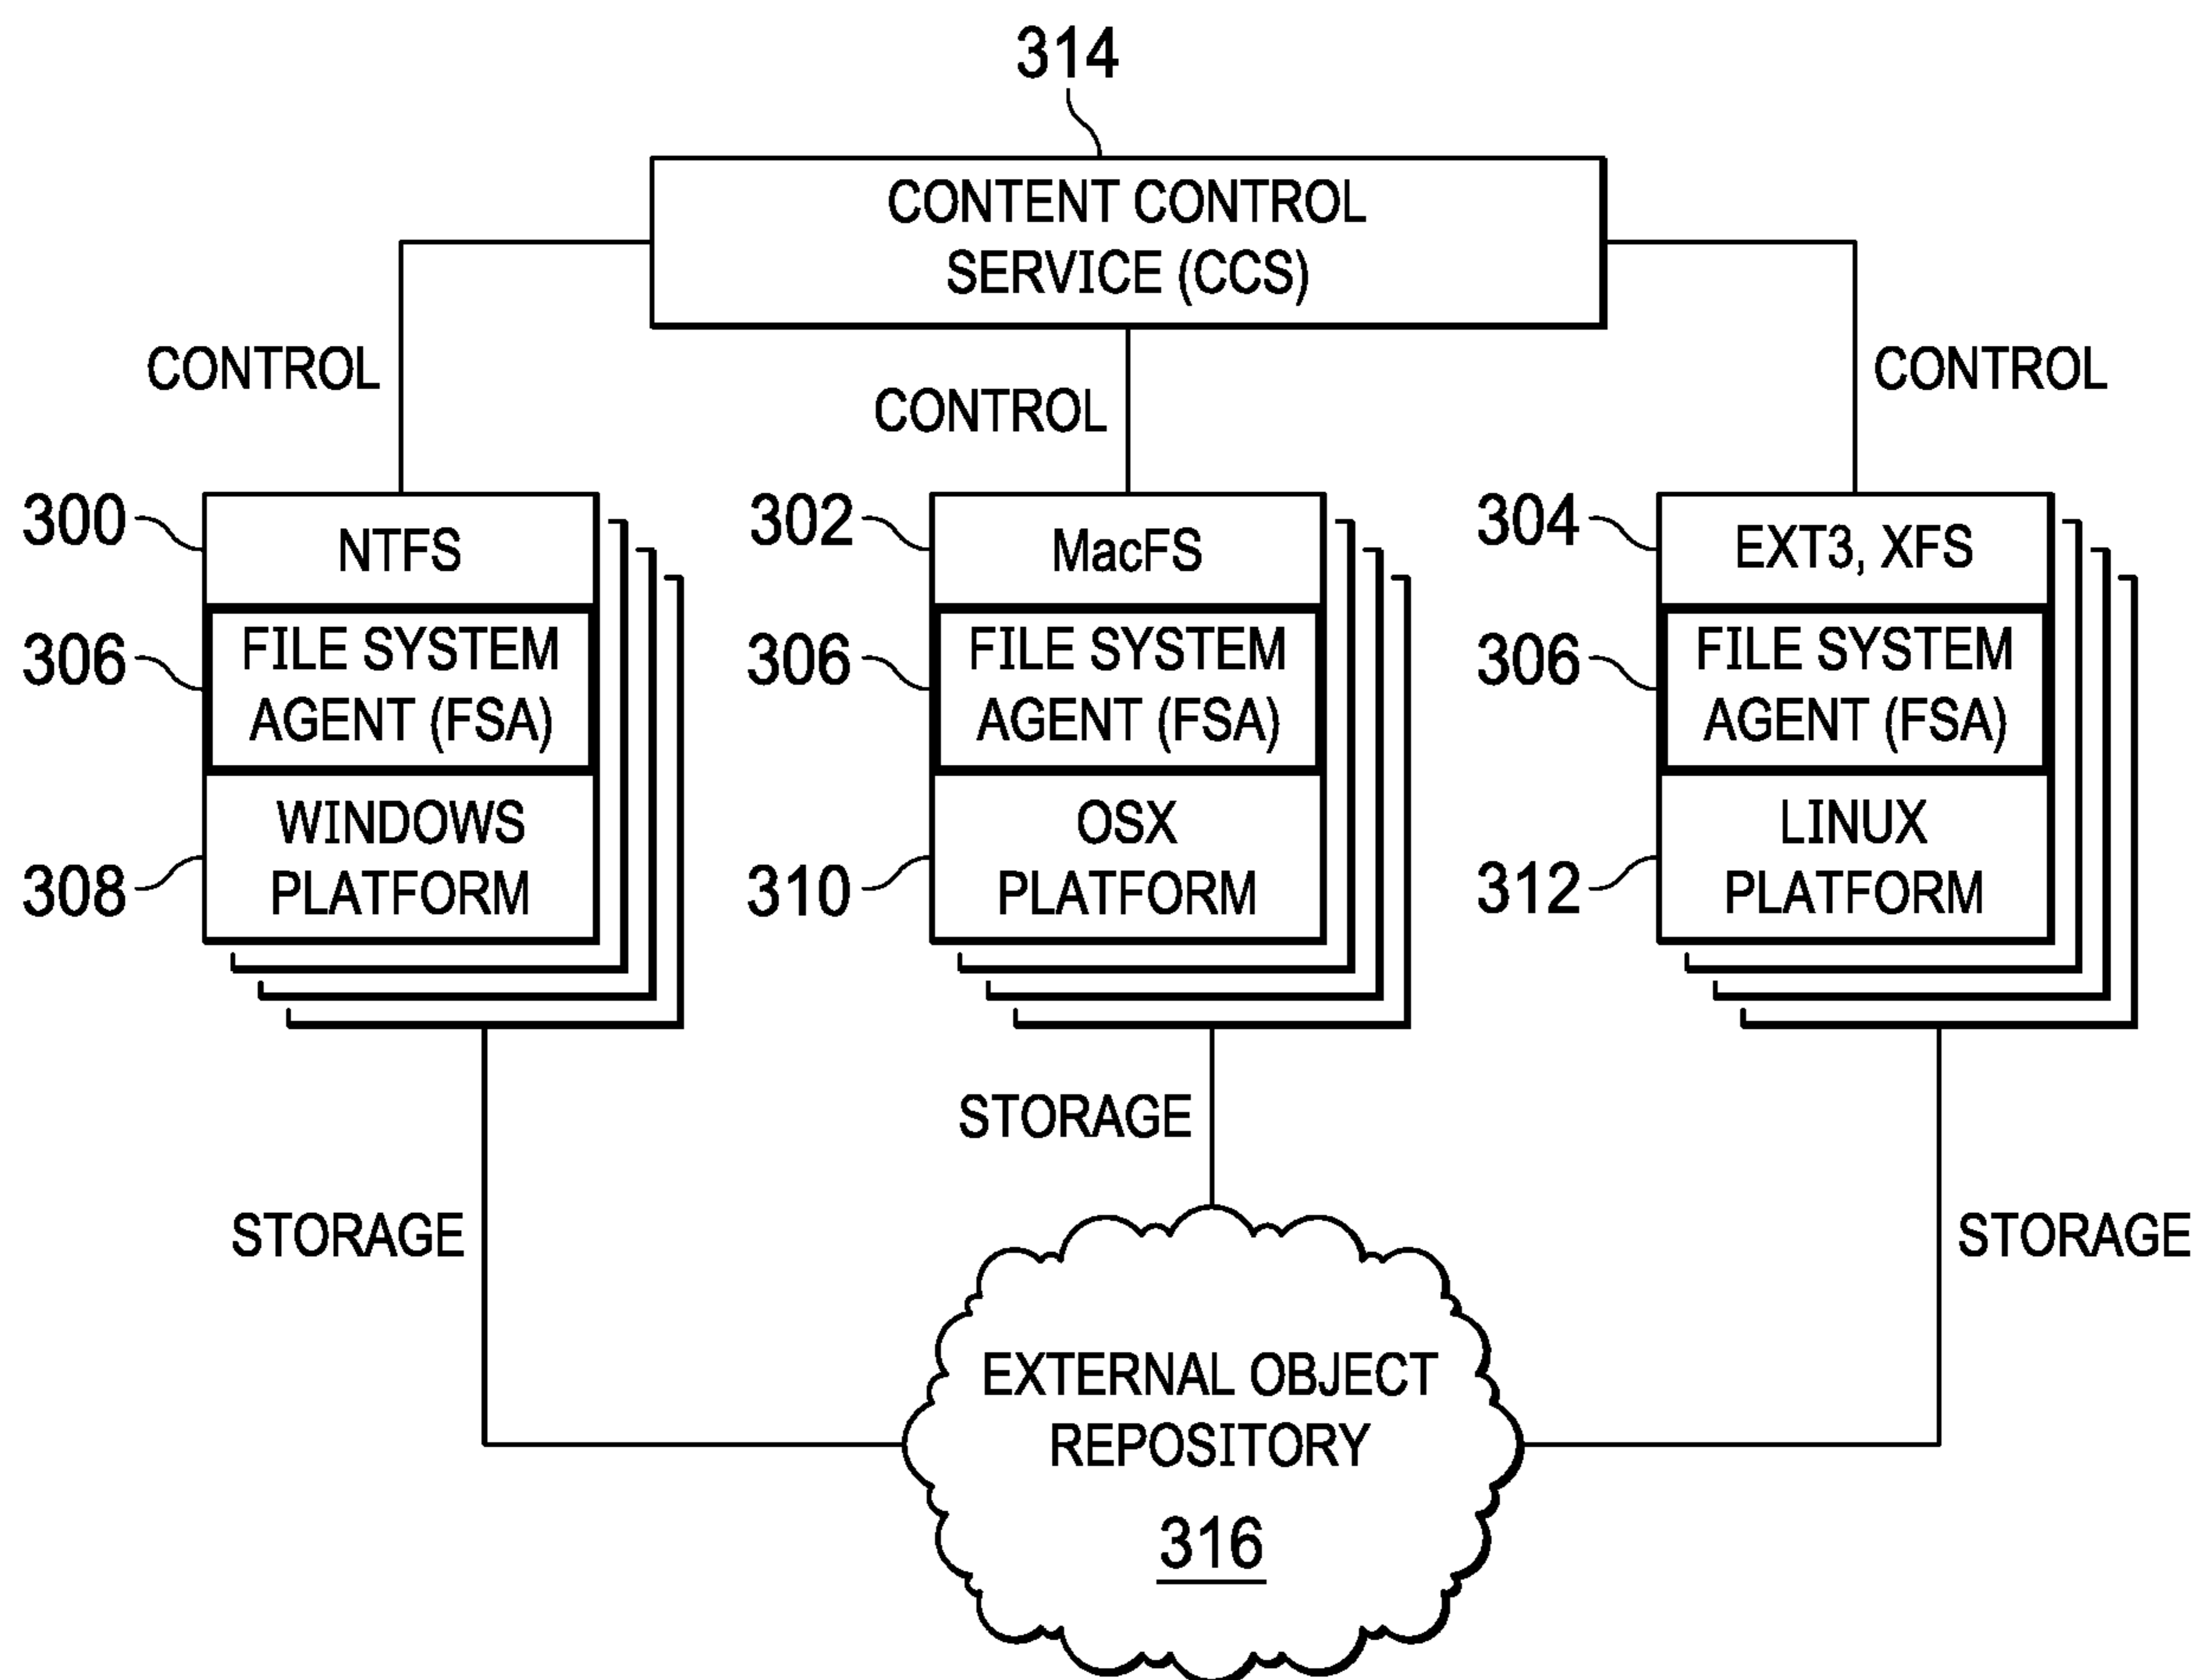 314
CONTENT CONTROL
SERVICE (CCS)
CONTROL
CONTROL
CONTROL
300
NTFS
306
FILE SYSTEM
AGENT (FSA)
308
WINDOWS
PLATFORM
302
MacFS
306
FILE SYSTEM
AGENT (FSA)
310
OSX
PLATFORM
304
EXT3, XFS
306
FILE SYSTEM
AGENT (FSA)
312
LINUX
PLATFORM
STORAGE
STORAGE
STORAGE
EXTERNAL OBJECT
REPOSITORY
316